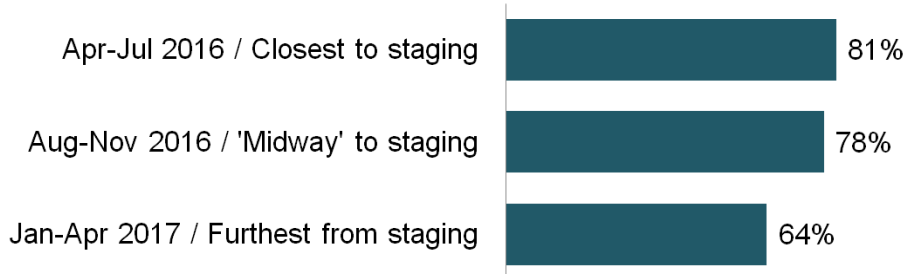 Apr-Jul 2016 / Closest to staging 81%
Aug-Nov 2016 / 'Midway' to staging 78%
Jan-Apr 2017 / Furthest from staging 64%